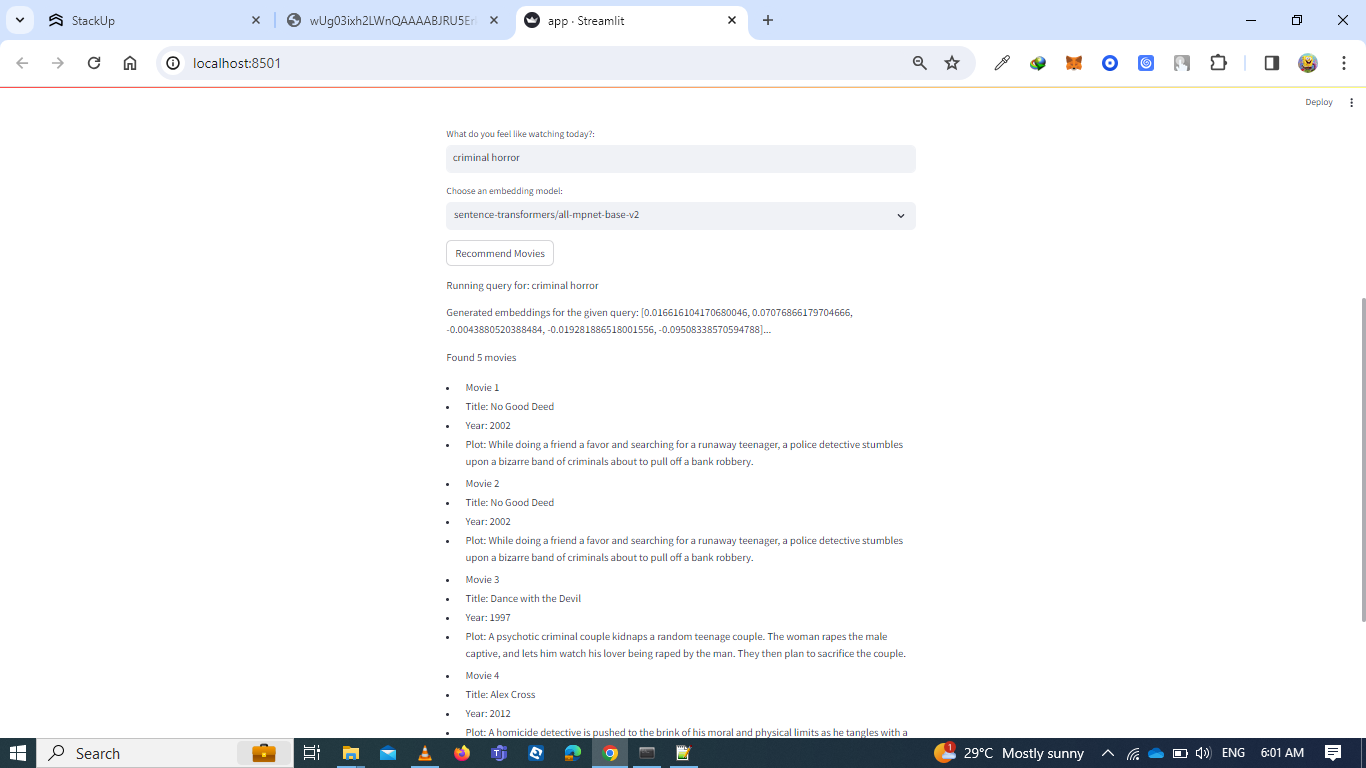 StackUp
wUg03ixh2LWnQAAAABJRU5Er
app · Streamlit
localhost:8501
Deploy
What do you feel like watching today?:
criminal horror
Choose an embedding model:
sentence-transformers/all-mpnet-base-v2
Recommend Movies
Running query for: criminal horror
Generated embeddings for the given query: [0.016616104170680046, 0.07076866179704666,
-0.0043880520388484, -0.019281886518001556, -0.09508338570594788]...
Found 5 movies
Movie 1
Title: No Good Deed
Year: 2002
Plot: While doing a friend a favor and searching for a runaway teenager, a police detective stumbles
upon a bizarre band of criminals about to pull off a bank robbery.
Movie 2
Title: No Good Deed
Year: 2002
Plot: While doing a friend a favor and searching for a runaway teenager, a police detective stumbles
upon a bizarre band of criminals about to pull off a bank robbery.
Movie 3
Title: Dance with the Devil
Year: 1997
Plot: A psychotic criminal couple kidnaps a random teenage couple. The woman rapes the male
captive, and lets him watch his lover being raped by the man. They then plan to sacrifice the couple.
Movie 4
Title: Alex Cross
Year: 2012
Plot: A homicide detective is pushed to the brink of his moral and physical limits as he tangles with a
Search
1
29°C Mostly sunny
ENG
6:01 AM